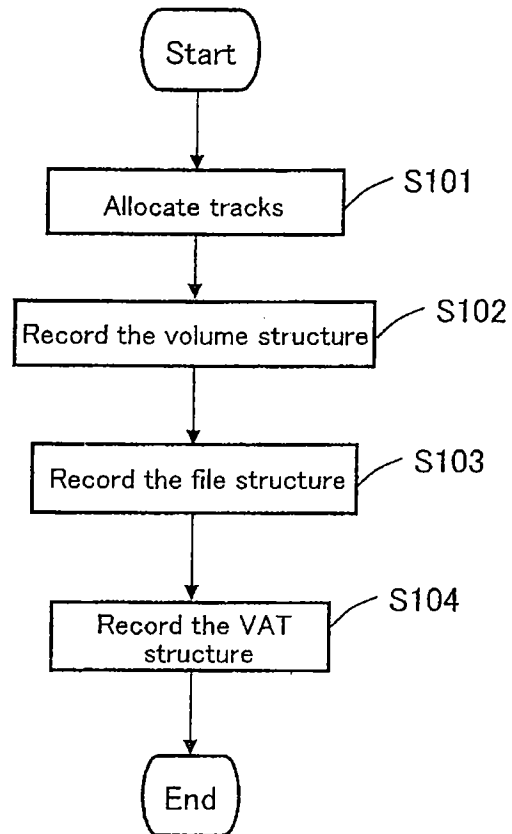 Start
Allocate tracks
S101
Record the volume structure
S102
Record the file structure
S103
Record the VAT
structure
S104
End